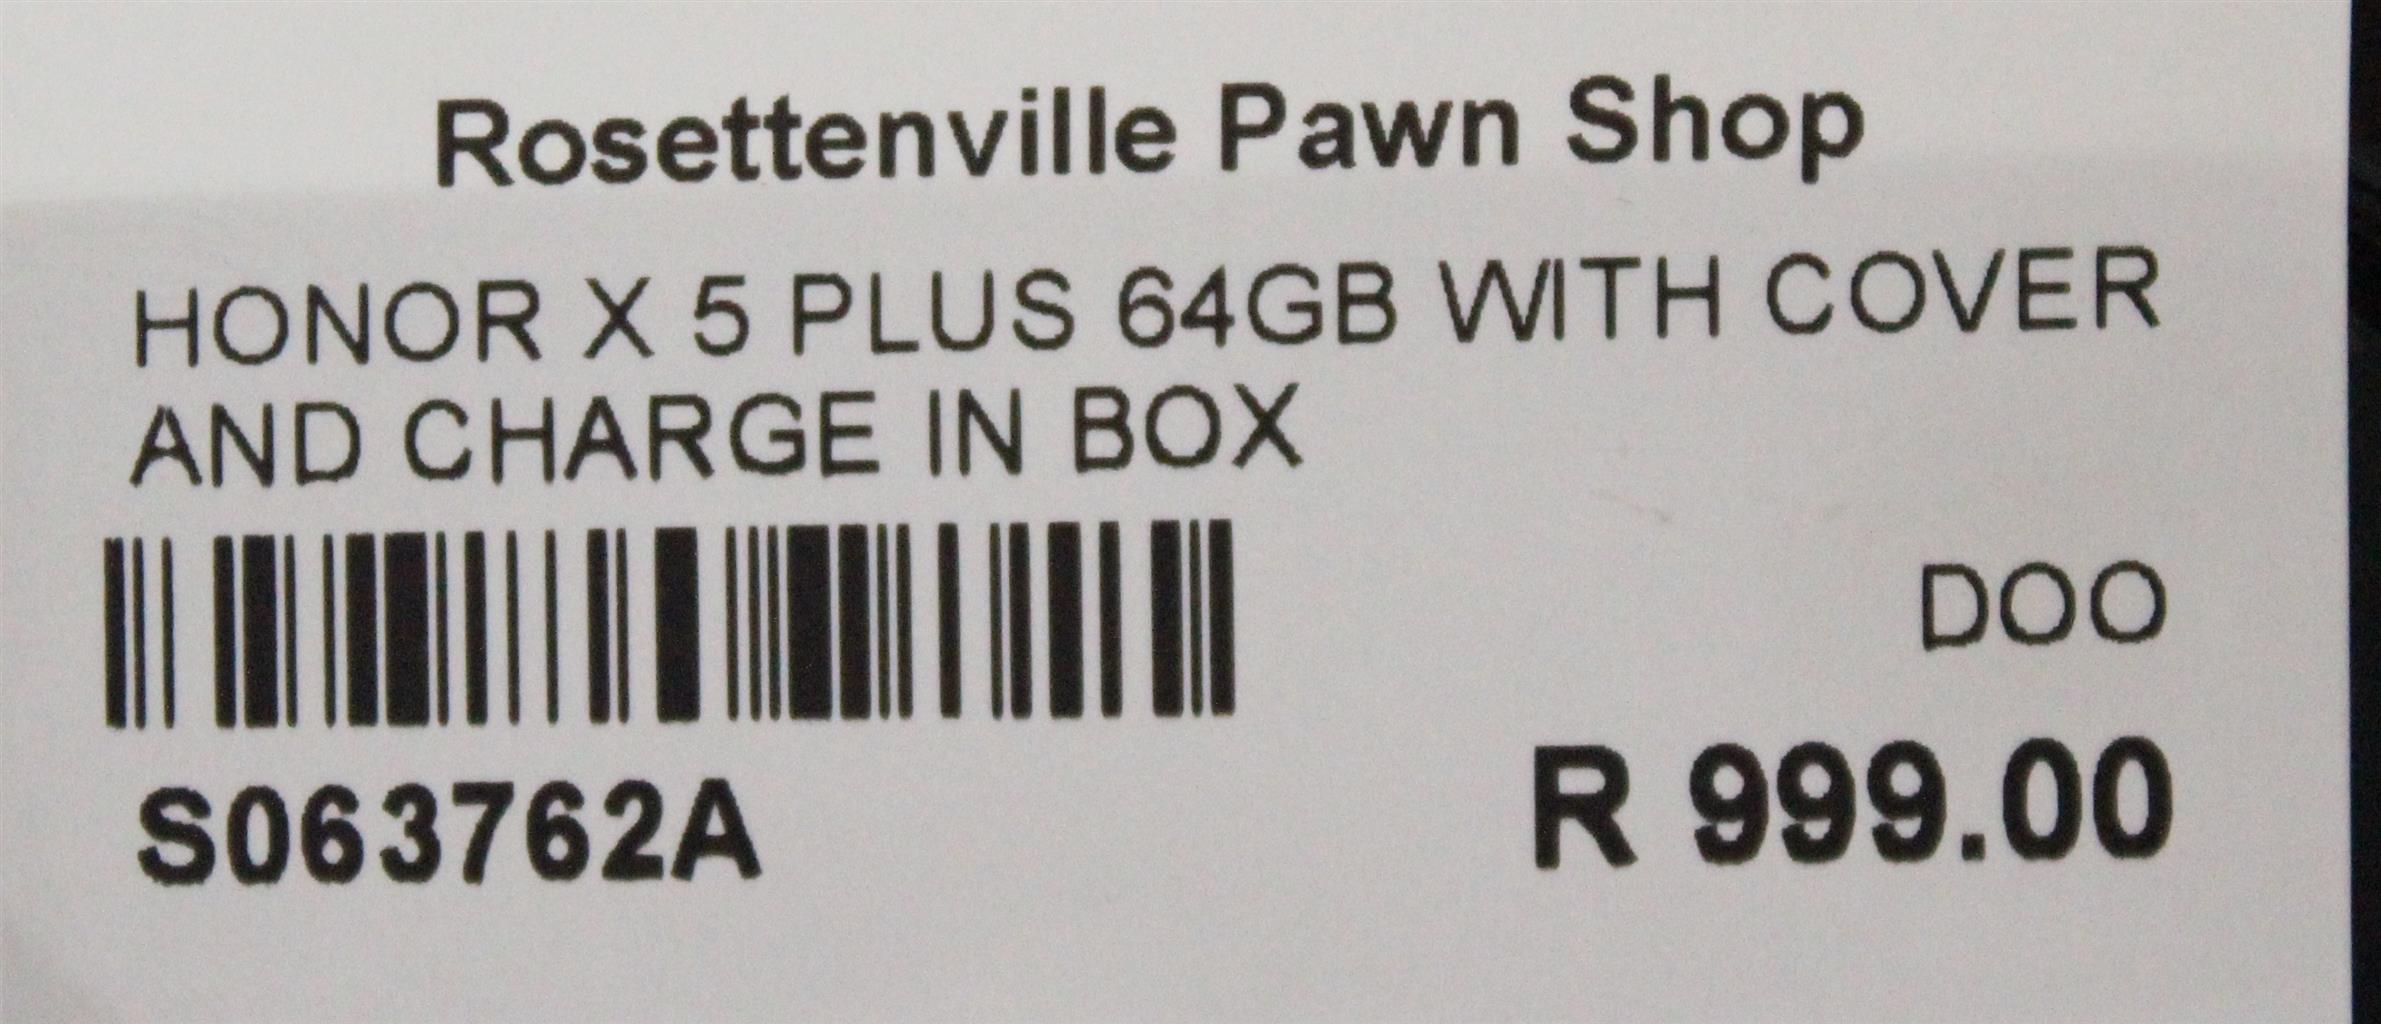 Rosettenville Pawn Shop
HONOR X 5 PLUS 64GB WITH COVER
AND CHARGE IN BOX
DOO
S063762A
R 999.00